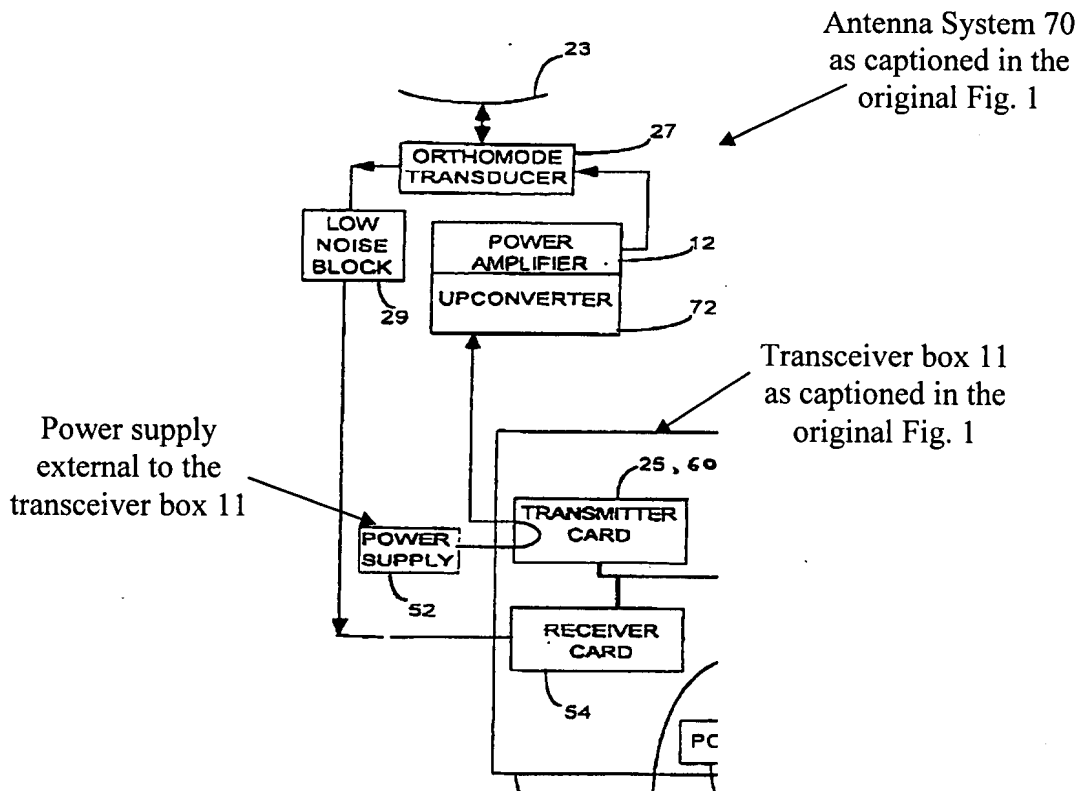 Antenna System 70
as captioned in the
original Fig. 1
23
27
ORTHOMODE
TRANSDUCER
LOW
NOISE
BLOCK
29
POWER
AMPLIFIER
12
UPCONVERTER
72
Transceiver box 11
as captioned in the
original Fig. 1
Power supply
external to the
transceiver box 11
25, 60
TRANSMITTER
CARD
POWER
SUPPLY
52
RECEIVER
CARD
54
PC